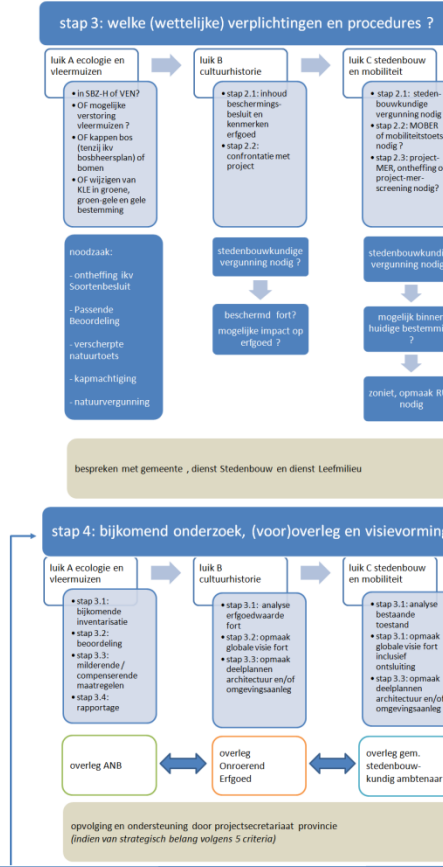 stap 3: welke (wettelijke) verplichtingen en procedures ?
luik A ecologie en
vleermuizen
• in SBZ-H of VEN?
• OF mogelijke
verstoring
vleermuizen ?
• OF kappen bos
(tenzij ikv
bosbheersplan) of
bomen
• OF wijzigen van
KLE in groene,
groen-gele en gele
bestemming
luik B
cultuurhistorie
• stap 2.1: inhoud
beschermings-
besluit en
kenmerken
erfgoed
• stap 2.2:
confrontatie met
project
luik C stedenbouw
en mobiliteit
• stap 2.1: steden-
bouwkundige
vergunning nodig
• stap 2.2: MOBER
of mobiliteitstoets
nodig ?
• stap 2.3: project-
MER, ontheffing o
project-mer-
screening nodig?
noodzaak:
- ontheffing ikv
Soortenbesluit
- Passende
Beoordeling
- verscherpte
natuurtoets
- kapmachtiging
- natuurvergunning
stedenbouwkundige
vergunning nodig ?
beschermd fort?
mogelijke impact op
erfgoed ?
stedenbouwkundi
vergunning nodig
mogelijk binnen
huidige bestemmi
?
zoniet, opmaak RU
nodig
bespreken met gemeente , dienst Stedenbouw en dienst Leefmilieu
stap 4: bijkomend onderzoek, (voor)overleg en visievorming
luik A ecologie en
vleermuizen
• stap 3.1:
bijkomende
inventarisatie
• stap 3.2:
beoordeling
• stap 3.3:
milderende /
compenserende
maatregelen
• stap 3.4:
rapportage
luik B
cultuurhistorie
• stap 3.1: analyse
erfgoedwaarde
fort
• stap 3.2: opmaak
globale visie fort
• stap 3.3: opmaak
deelplannen
architectuur en/of
omgevingsaanleg
luik C stedenbouw
en mobiliteit
• stap 3.1: analyse
bestaande
toestand
• stap 3.1: opmaak
globale visie fort
inclusief
ontsluiting
• stap 3.3: opmaak
deelplannen
architectuur en/of
omgevingsaanleg
overleg ANB
overleg
Onroerend
Erfgoed
overleg gem.
stedenbouw-
kundig ambtenaar
opvolging en ondersteuning door projectsecretariaat provincie
(indien van strategisch belang volgens 5 criteria)